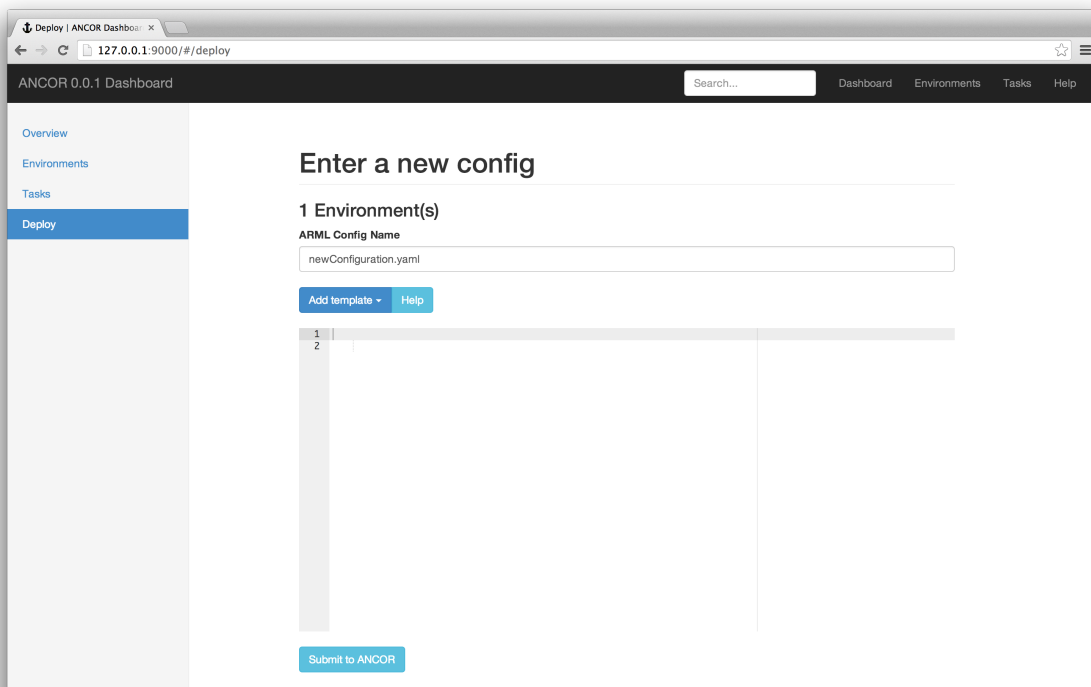 Deploy | ANCOR Dashboar
127.0.0.1:9000/#/deploy
ANCOR 0.0.1 Dashboard
Search...
Dashboard
Environments
Tasks
Help
Overview
Environments
Tasks
Deploy
Enter a new config
1 Environment(s)
ARML Config Name
newConfiguration.yaml
Add template
Help
1
2
Submit to ANCOR